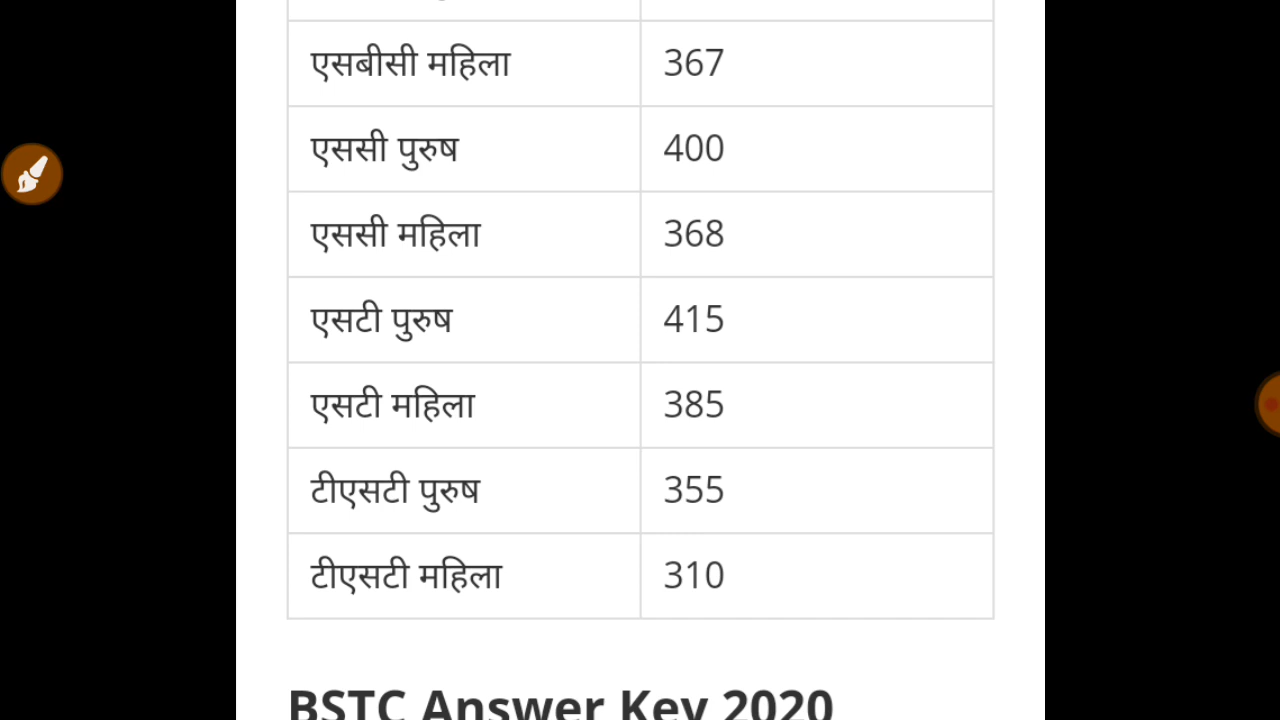 एसबीसी महिला 367
एससी पुरुष 400
एससी महिला 368
एसटी पुरुष 415
एसटी महिला 385
टीएसटी पुरुष 355
टीएसटी महिला 310
BSTC Answer Key 2020